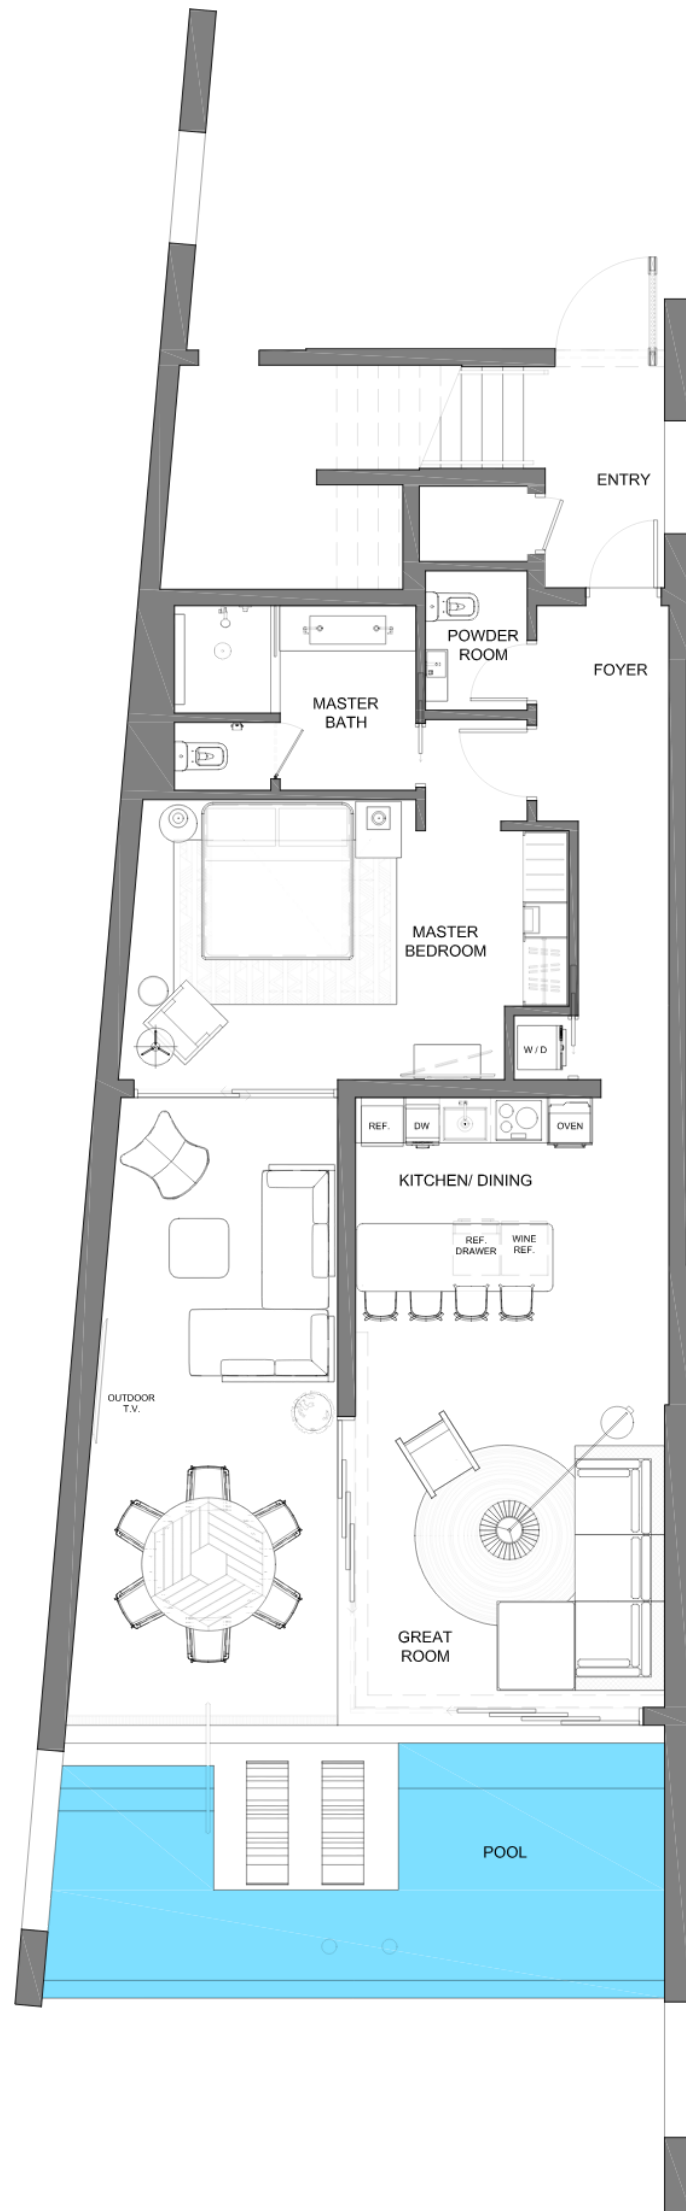 ENTRY
POWDER
ROOM
FOYER
MASTER
BATH
MASTER
BEDROOM
W / D
REF.
DW
OVEN
KITCHEN/ DINING
REF.
DRAWER
WINE
REF.
OUTDOOR
T.V.
GREAT
ROOM
POOL